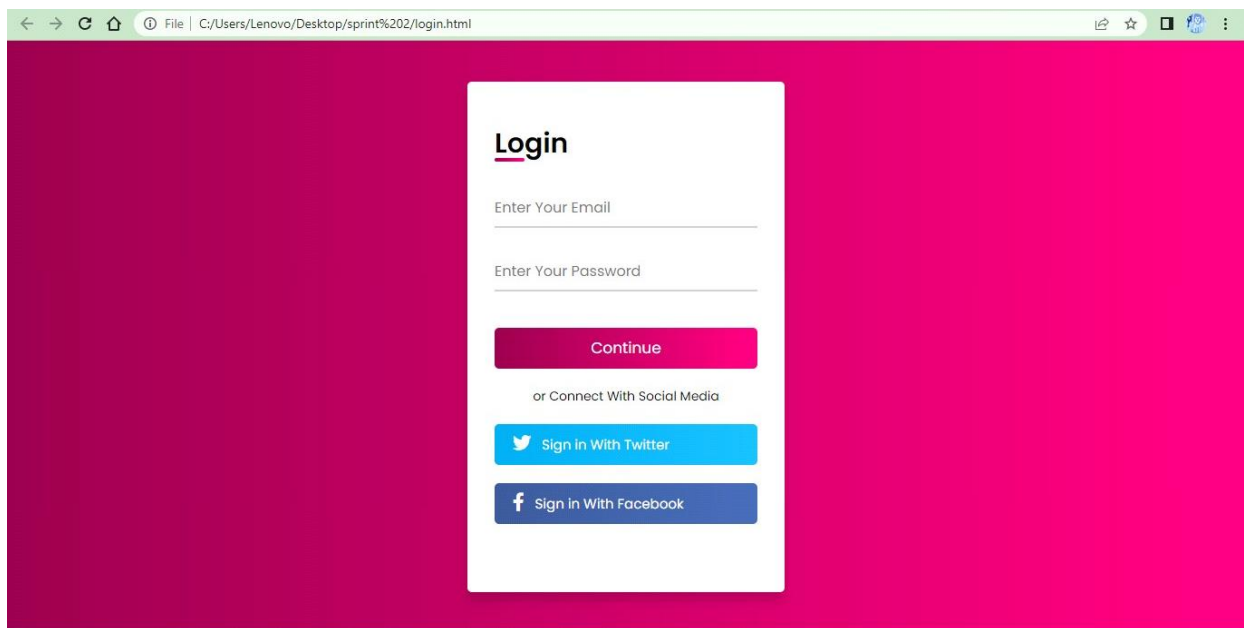 File C:/Users/Lenovo/Desktop/sprint%202/login.html
Login
Enter Your Email
Enter Your Password
Continue
or Connect With Social Media
Sign in With Twitter
Sign in With Facebook